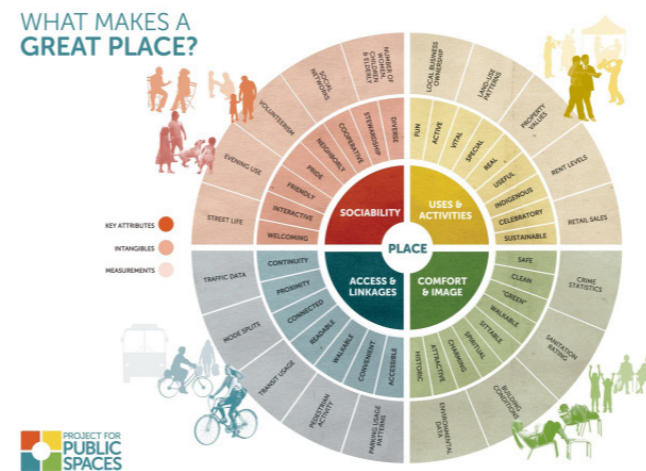 WHAT MAKES A
GREAT PLACE?
KEY ATTRIBUTES
INTANGIBLES
MEASUREMENTS
PLACE
SOCIABILITY
WELCOMING
INTERACTIVE
FRIENDLY
PRIDE
NEIGHBORLY
COOPERATIVE
STEWARDSHIP
DIVERSE
STREET LIFE
EVENING USE
VOLUNTEERISM
SOCIAL
NETWORKS
NUMBER OF
WOMEN,
CHILDREN
& ELDERLY
USES &
ACTIVITIES
FUN
ACTIVE
VITAL
SPECIAL
REAL
USEFUL
INDIGENOUS
CELEBRATORY
SUSTAINABLE
LOCAL BUSINESS
OWNERSHIP
LAND-USE
PATTERNS
PROPERTY
VALUES
RENT LEVELS
RETAIL SALES
ACCESS &
LINKAGES
CONTINUITY
PROXIMITY
CONNECTED
READABLE
WALKABLE
CONVENIENT
ACCESSIBLE
TRAFFIC DATA
MODE SPLITS
TRANSIT USAGE
PEDESTRIAN
ACTIVITY
PARKING USAGE
PATTERNS
COMFORT
& IMAGE
SAFE
CLEAN
"GREEN"
WALKABLE
SITTABLE
SPIRITUAL
CHARMING
ATTRACTIVE
HISTORIC
CRIME
STATISTICS
SANITATION
RATING
BUILDING
CONDITIONS
ENVIRONMENTAL
DATA
PROJECT FOR
PUBLIC
SPACES